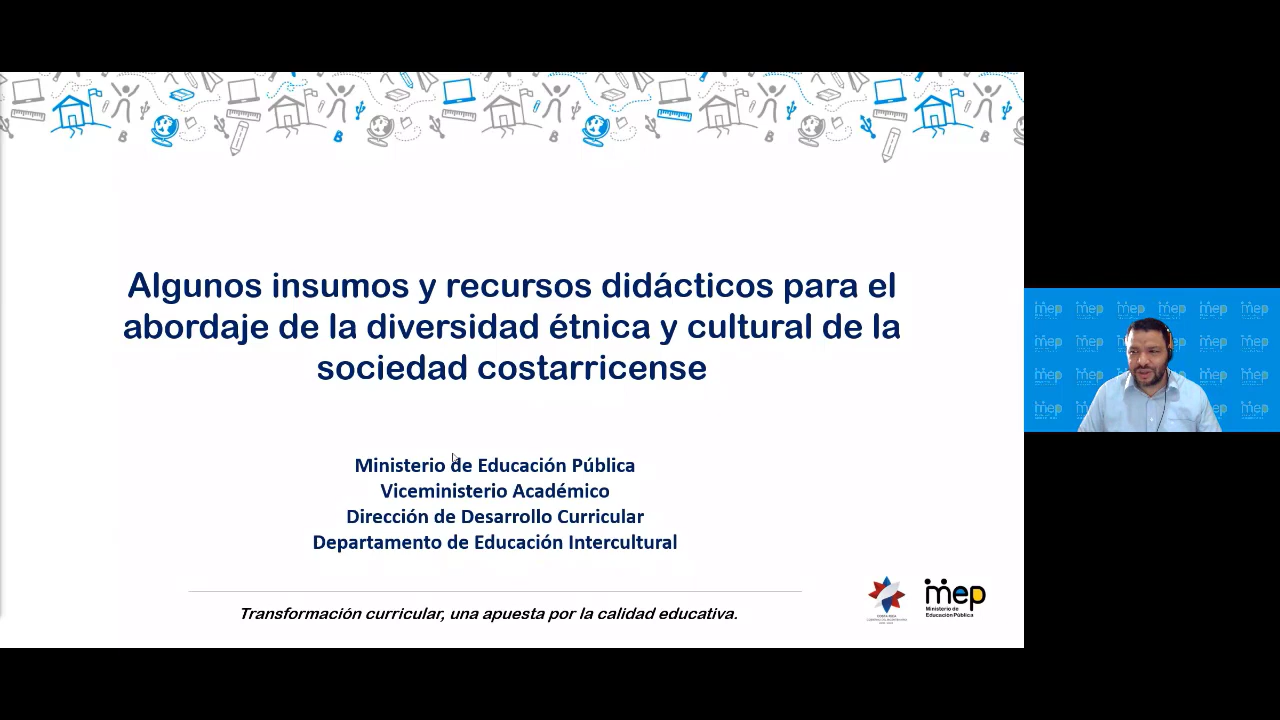 Algunos insumos y recursos didácticos para el
abordaje de la diversidad étnica y cultural de la
sociedad costarricense
Ministerio de Educación Pública
Viceministerio Académico
Dirección de Desarrollo Curricular
Departamento de Educación Intercultural
Transformación curricular, una apuesta por la calidad educativa.
COSTA RICA
mep
Ministerio de
Educación Pública